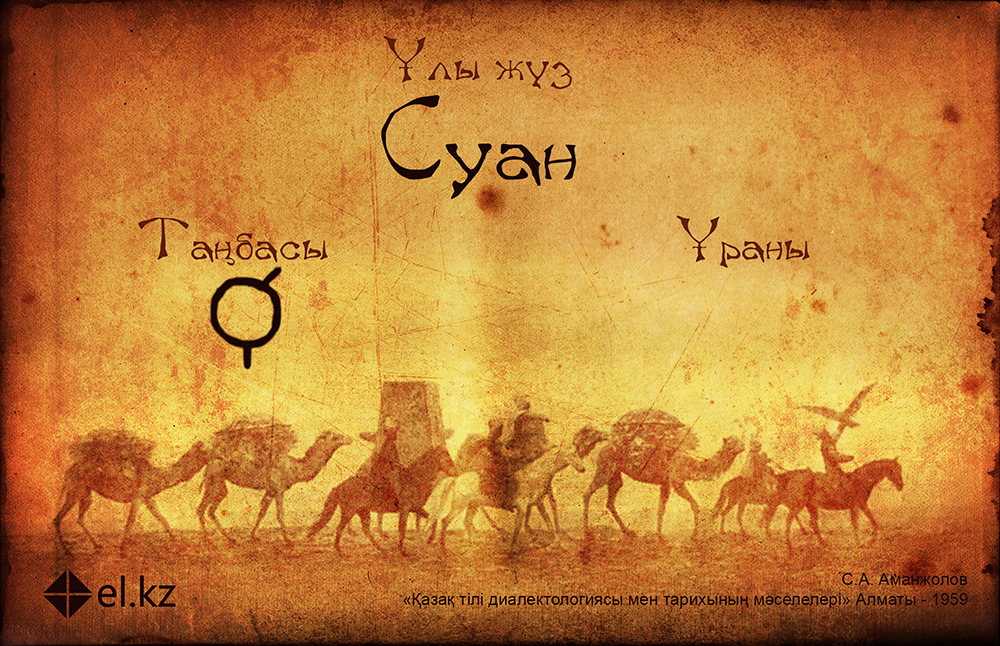 Ұлы жүз
Суан
Таңбасы
Ұраны
el.kz
С.А. Аманжолов
«Қазақ тілі диалектологиясы мен тарихының мәселелері» Алматы - 1959